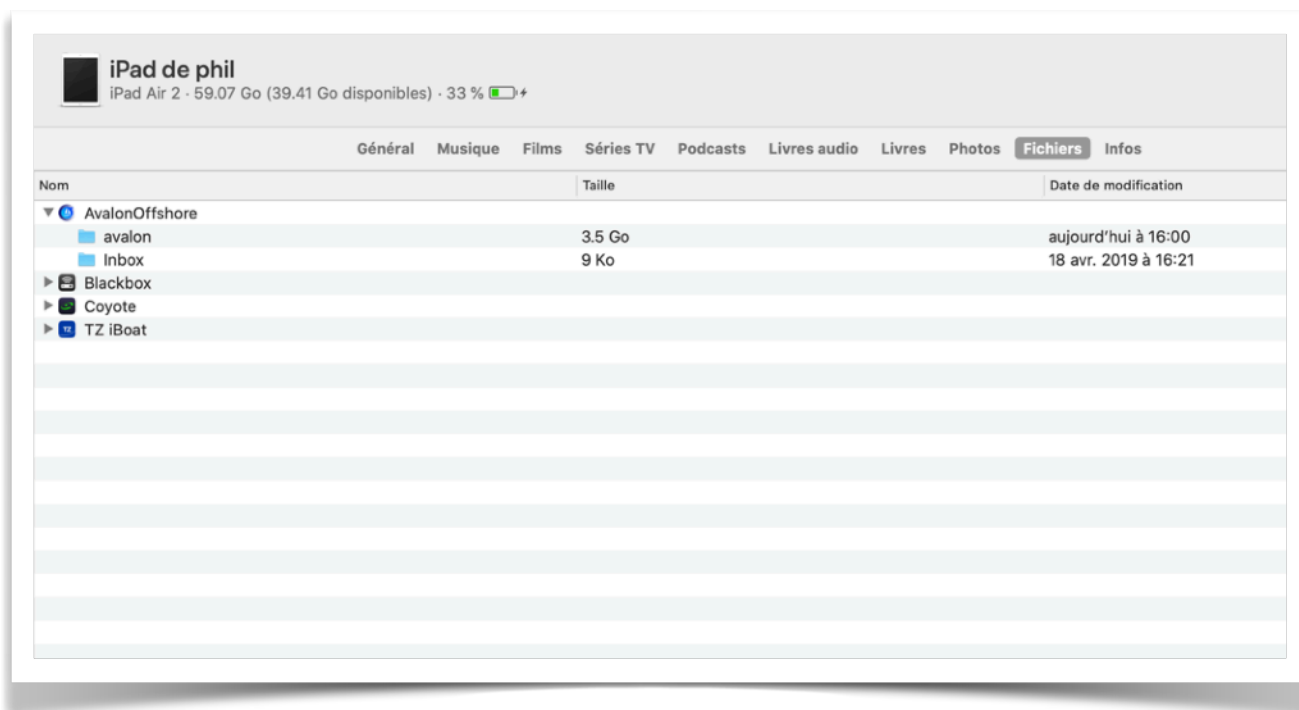 iPad de phil
iPad Air 2 · 59.07 Go (39.41 Go disponibles) · 33 %
Général Musique Films Séries TV Podcasts Livres audio Livres Photos Fichiers Infos
Nom Taille Date de modification
AvalonOffshore
avalon 3.5 Go aujourd'hui à 16:00
Inbox 9 Ko 18 avr. 2019 à 16:21
Blackbox
Coyote
TZ TZ iBoat